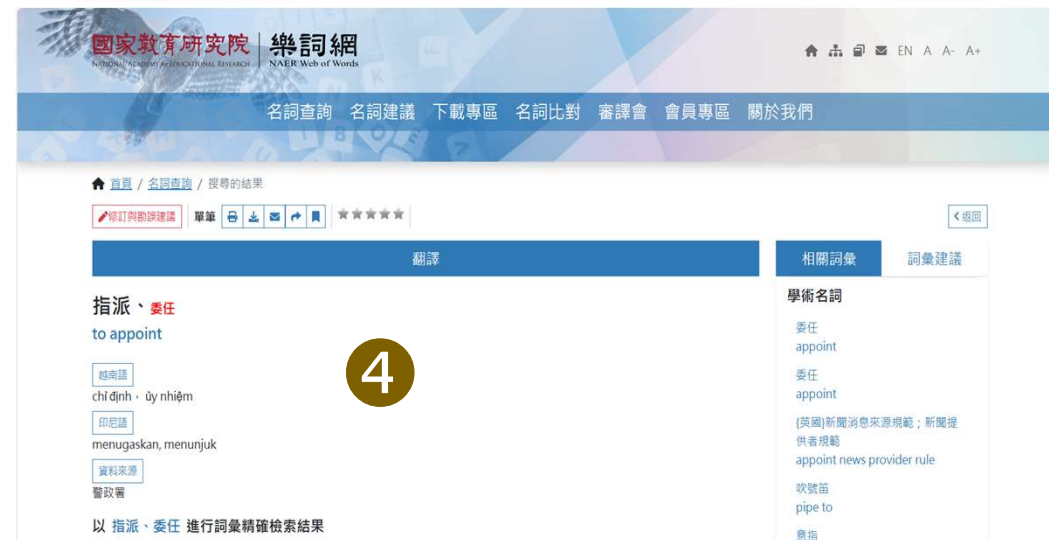 國家教育研究院 樂詞網
NATIONAL ACADEMY for EDUCATIONAL RESEARCH NAER Web of Words
EN A A- A+
名詞查詢 名詞建議 下載專區 名詞比對 審譯會 會員專區 關於我們
首頁 / 名詞查詢 / 搜尋的結果
修訂與勘誤建議 單筆 返回
翻譯
指派、委任
to appoint
越南語
chỉ định, ủy nhiệm
印尼語
menugaskan, menunjuk
資料來源
警政署
以 指派、委任 進行詞彙精確檢索結果
4
相關詞彙 詞彙建議
學術名詞
委任
appoint
委任
appoint
(英國)新聞消息來源規範；新聞提
供者規範
appoint news provider rule
吹號笛
pipe to
意指